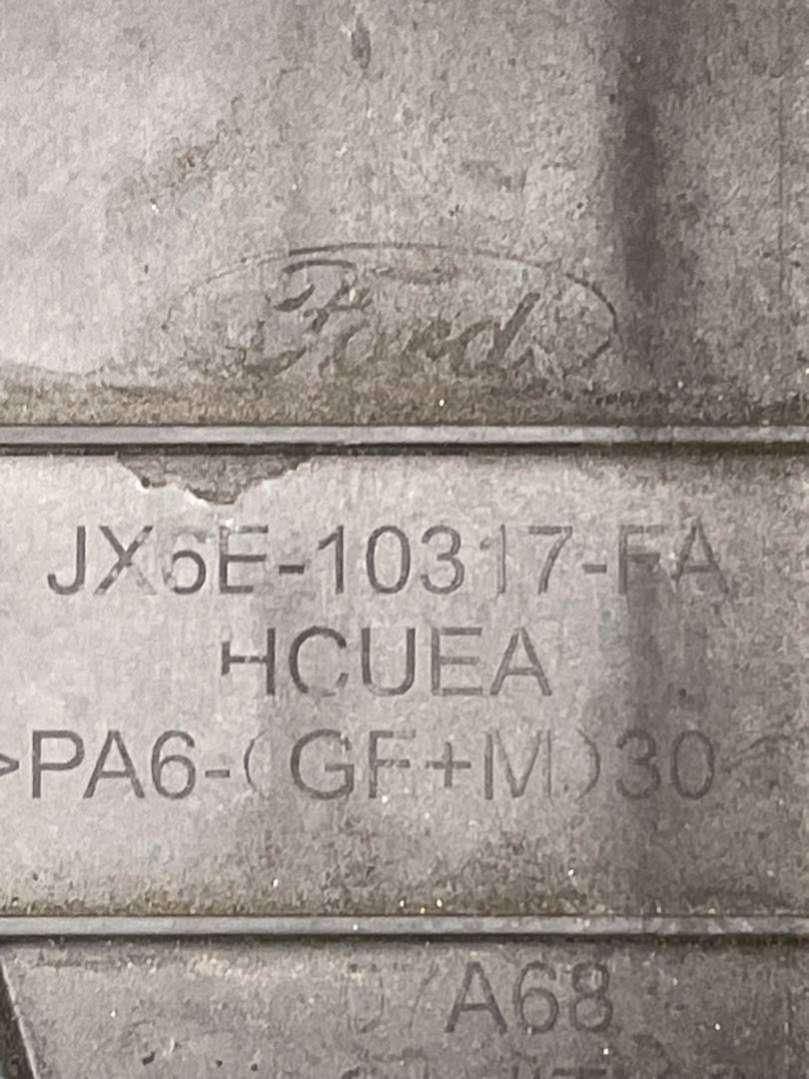 Ford
JX6E-10317-FA
HCUEA
>PA6-(GF+M)30
A68